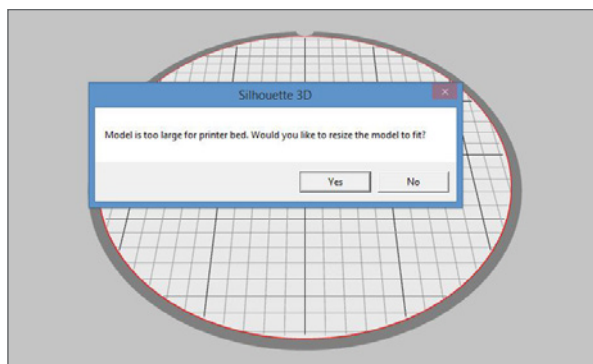 Silhouette 3D
Model is too large for printer bed. Would you like to resize the model to fit?
Yes
No